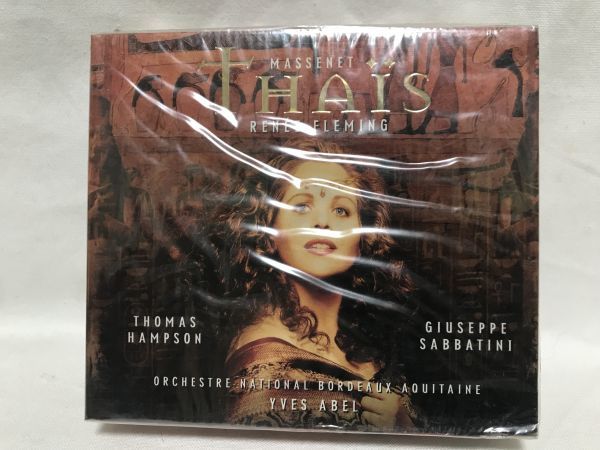 MASSENET
THAÏS
RENÉE FLEMING
THOMAS
HAMPSON
GIUSEPPE
SABBATINI
ORCHESTRE NATIONAL BORDEAUX AQUITAINE
YVES ABEL